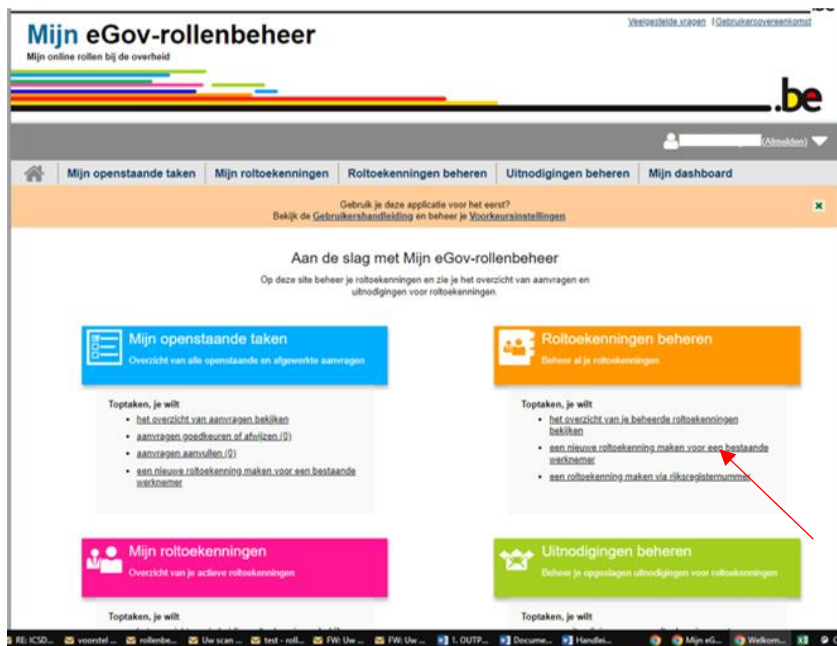 Mijn eGov-rollenbeheer
Mijn online rollen bij de overheid
Veelgestelde vragen | Gebruikersovereenkomst
.be
(Afmelden)
Mijn openstaande taken Mijn roltoekenningen Roltoekenningen beheren Uitnodigingen beheren Mijn dashboard
Gebruik je deze applicatie voor het eerst?
Bekijk de Gebruikershandleiding en beheer je Voorkeursinstellingen
Aan de slag met Mijn eGov-rollenbeheer
Op deze site beheer je roltoekenningen en zie je het overzicht van aanvragen en
uitnodigingen voor roltoekenningen.
Mijn openstaande taken
Overzicht van alle openstaande en afgewerkte aanvragen
Toptaken, je wilt
• het overzicht van aanvragen bekijken
• aanvragen goedkeuren of afwijzen (0)
• aanvragen aanvullen (0)
• een nieuwe roltoekenning maken voor een bestaande
werknemer
Roltoekenningen beheren
Beheer al je roltoekenningen
Toptaken, je wilt
• het overzicht van je beheerde roltoekenningen
bekijken
• een nieuwe roltoekenning maken voor een bestaande
werknemer
• een roltoekenning maken via rijksregisternummer
Mijn roltoekenningen
Overzicht van je actieve roltoekenningen
Toptaken, je wilt
Uitnodigingen beheren
Beheer je opgeslagen uitnodigingen voor roltoekenningen
Toptaken, je wilt
RE: ICSD... voorstel ... rollenbe... Uw scan ... test - roll... FW: Uw ... FW: Uw ... 1. OUTP... Docume... Handlei... Mijn eG... Welkom...